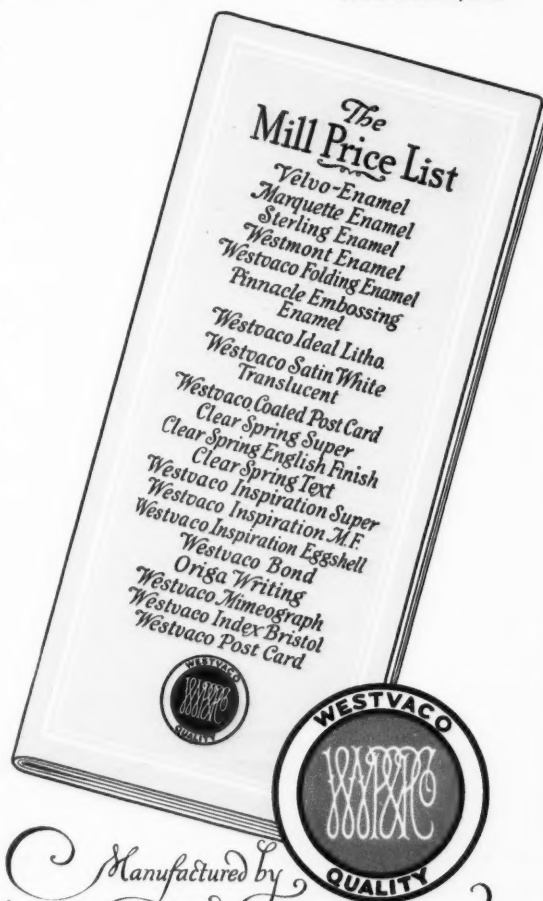 The
Mill Price List
Velvo-Enamel
Marquette Enamel
Sterling Enamel
Westmont Enamel
Westvaco Folding Enamel
Pinnacle Embossing
Enamel
Westvaco Ideal Litho.
Westvaco Satin White
Translucent
Westvaco Coated Post Card
Clear Spring Super
Clear Spring English Finish
Clear Spring Text
Westvaco Inspiration Super
Westvaco Inspiration M.F.
Westvaco Inspiration Eggshell
Westvaco Bond
Origa Writing
Westvaco Mimeograph
Westvaco Index Bristol
Westvaco Post Card
WESTVACO
QUALITY
WESTVACO
QUALITY
Manufactured by